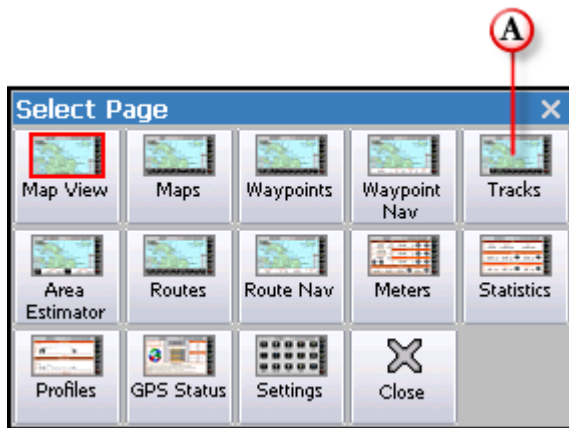 A
Select Page
Map View
Maps
Waypoints
Waypoint
Nav
Tracks
Area
Estimator
Routes
Route Nav
Meters
Statistics
Profiles
GPS Status
Settings
Close